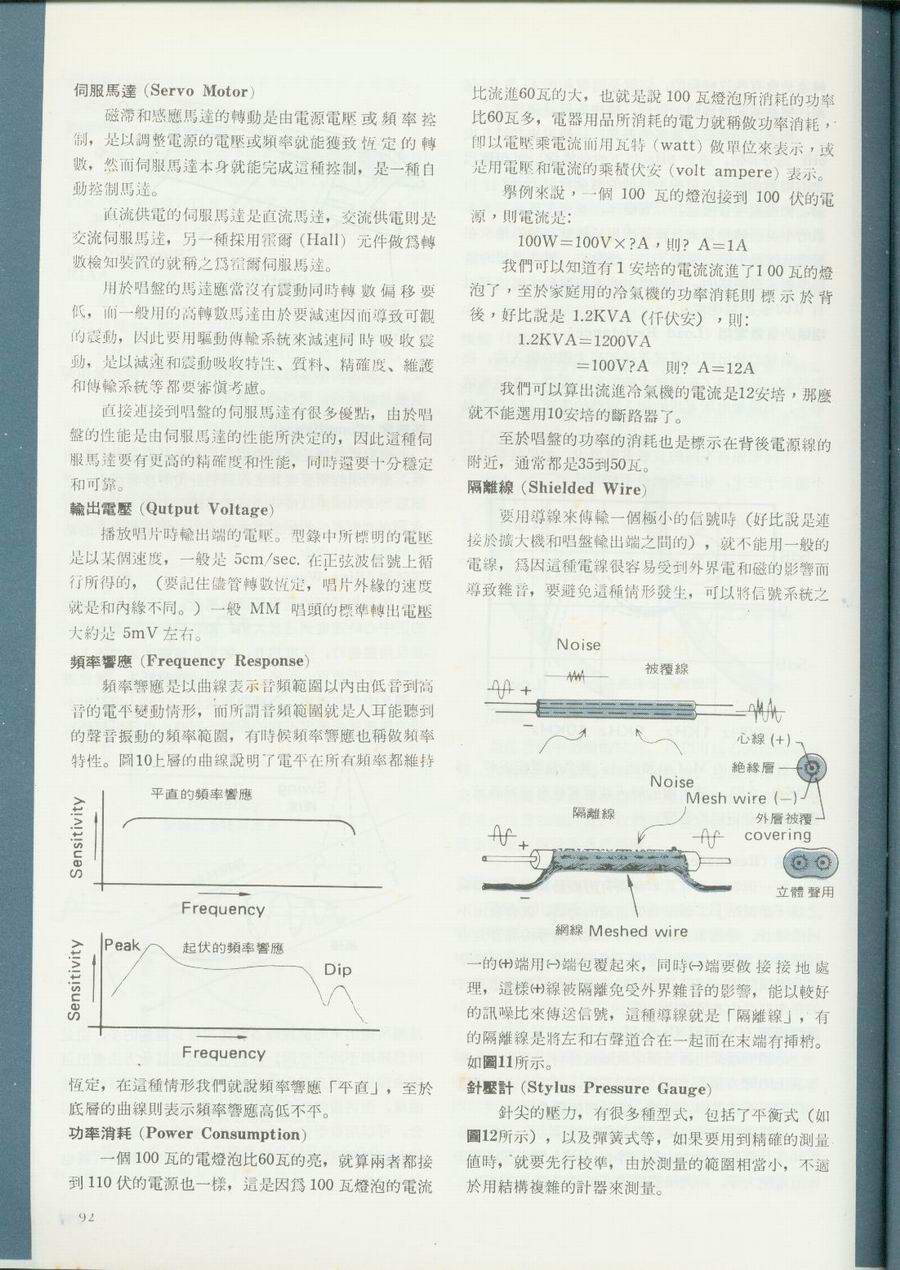 伺服馬達 (Servo Motor)
磁滯和感應馬達的轉動是由電源電壓或頻率控
制，是以調整電源的電壓或頻率就能獲致恆定的轉
數，然而伺服馬達本身就能完成這種控制，是一種自
動控制馬達。
直流供電的伺服馬達是直流馬達，交流供電則是
交流伺服馬達，另一種採用霍爾 (Hall) 元件做爲轉
數檢知裝置的就稱之爲霍爾伺服馬達。
用於唱盤的馬達應當沒有震動同時轉數偏移要
低，而一般用的高轉數馬達由於要減速因而導致可觀
的震動，因此要用驅動傳輸系統來減速同時吸收震
動，是以減速和震動吸收特性、質料、精確度、維護
和傳輸系統等都要審慎考慮。
直接連接到唱盤的伺服馬達有很多優點，由於唱
盤的性能是由伺服馬達的性能所決定的，因此這種伺
服馬達要有更高的精確度和性能，同時還要十分穩定
和可靠。
輸出電壓 (Qutput Voltage)
播放唱片時輸出端的電壓。型錄中所標明的電壓
是以某個速度，一般是 5cm/sec. 在正弦波信號上循
行所得的，（要記住儘管轉數恆定，唱片外緣的速度
就是和內緣不同。）一般 MM 唱頭的標準轉出電壓
大約是 5mV 左右。
頻率響應 (Frequency Response)
頻率響應是以曲線表示音頻範圍以內由低音到高
音的電平變動情形，而所謂音頻範圍就是人耳能聽到
的聲音振動的頻率範圍，有時候頻率響應也稱做頻率
特性。圖10上層的曲線說明了電平在所有頻率都維持
平直的頻率響應
Sensitivity
Frequency
Peak
起伏的頻率響應
Dip
Sensitivity
Frequency
恆定，在這種情形我們就說頻率響應「平直」，至於
底層的曲線則表示頻率響應高低不平。
功率消耗 (Power Consumption)
一個 100 瓦的電燈泡比60瓦的亮，就算兩者都接
到 110 伏的電源也一樣，這是因爲 100 瓦燈泡的電流
92
比流進60瓦的大，也就是說 100 瓦燈泡所消耗的功率
比60瓦多，電器用品所消耗的電力就稱做功率消耗，
卽以電壓乘電流而用瓦特 (watt) 做單位來表示，或
是用電壓和電流的乘積伏安 (volt ampere) 表示。
舉例來說，一個 100 瓦的燈泡接到 100 伏的電
源，則電流是：
100W=100V×?A，則? A=1A
我們可以知道有1安培的電流流進了100瓦的燈
泡了，至於家庭用的冷氣機的功率消耗則標示於背
後，好比說是 1.2KVA (仟伏安)，則：
1.2KVA=1200VA
=100V?A 則? A=12A
我們可以算出流進冷氣機的電流是12安培，那麼
就不能選用10安培的斷路器了。
至於唱盤的功率的消耗也是標示在背後電源線的
附近，通常都是35到50瓦。
隔離線 (Shielded Wire)
要用導線來傳輸一個極小的信號時（好比說是連
接於擴大機和唱盤輸出端之間的），就不能用一般的
電線，爲因這種電線很容易受到外界電和磁的影響而
導致雜音，要避免這種情形發生，可以將信號系統之
Noise
被覆線
+
−
心線 (+)
絶緣層
Noise
Mesh wire (−)
外層被覆
covering
隔離線
+
−
立體聲用
網線 Meshed wire
一的(+)端用(−)端包覆起來，同時(−)端要做接接地處
理，這樣(+)線被隔離免受外界雜音的影響，能以較好
的訊噪比來傳送信號，這種導線就是「隔離線」，有
的隔離線是將左和右聲道合在一起而在末端有揷梢。
如圖11所示。
針壓計 (Stylus Pressure Gauge)
針尖的壓力，有很多種型式，包括了平衡式（如
圖12所示），以及彈簧式等，如果要用到精確的測量
値時，就要先行校準，由於測量的範圍相當小，不適
於用結構複雜的計器來測量。